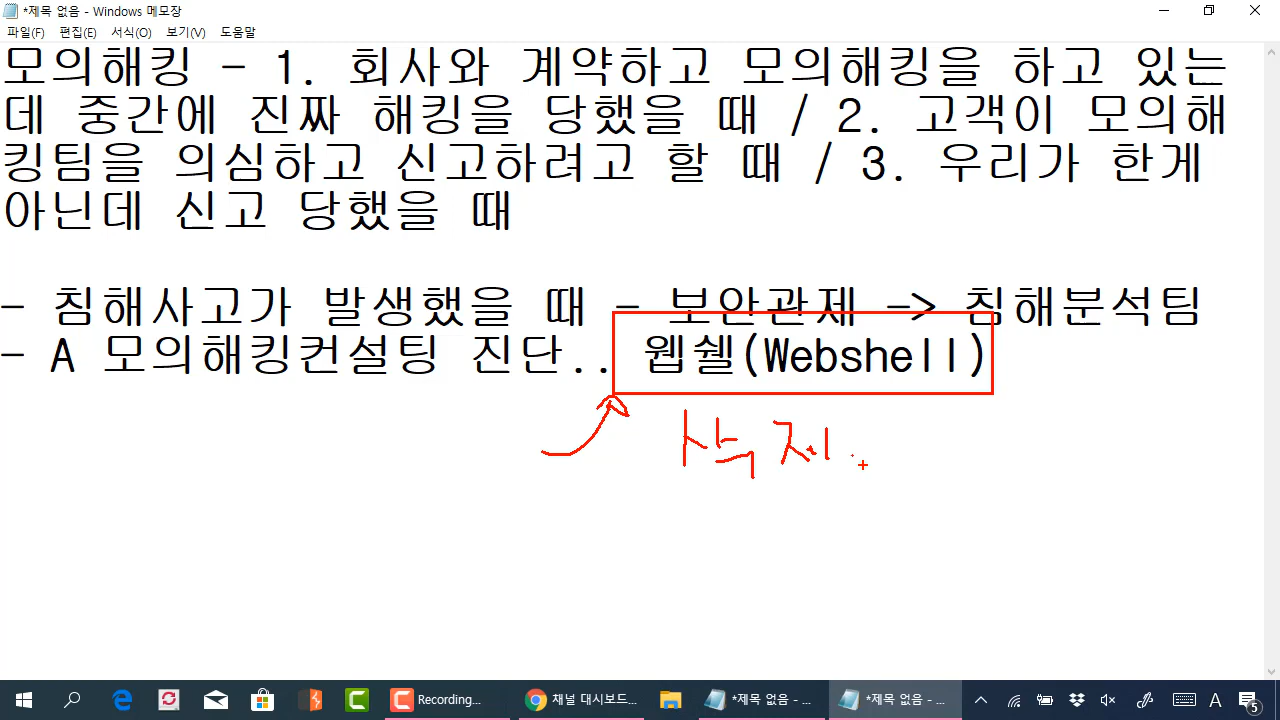 *제목 없음 - Windows 메모장
파일(F) 편집(E) 서식(O) 보기(V) 도움말
모의해킹 - 1. 회사와 계약하고 모의해킹을 하고 있는
데 중간에 진짜 해킹을 당했을 때 / 2. 고객이 모의해
킹팀을 의심하고 신고하려고 할 때 / 3. 우리가 한게
아닌데 신고 당했을 때
- 침해사고가 발생했을 때 - 보안관제 -> 침해분석팀
- A 모의해킹컨설팅 진단.. 웹쉘(Webshell)
삭제.
Recording... 채널 대시보드... *제목 없음 - ... *제목 없음 - ... A 5